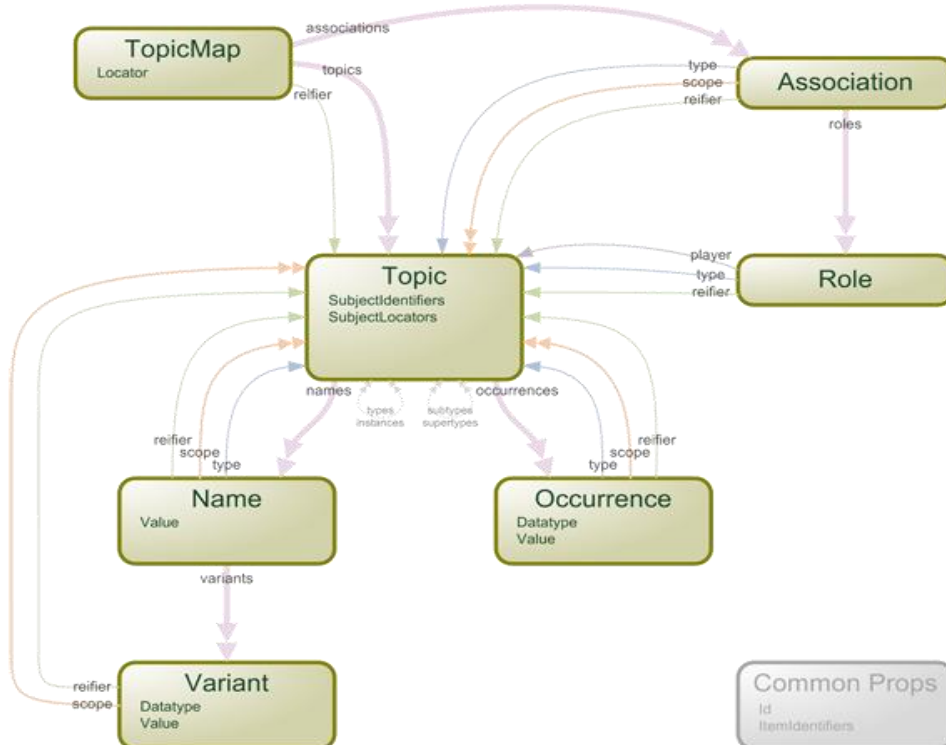 associations
TopicMap
Locator
topics
reifier
type
scope
reifier
Association
roles
player
type
reifier
Role
Topic
SubjectIdentifiers
SubjectLocators
names
types
instances
subtypes
supertypes
occurrences
reifier
scope
type
reifier
scope
type
Name
Value
Occurrence
Datatype
Value
variants
reifier
scope
Variant
Datatype
Value
Common Props
Id
ItemIdentifiers